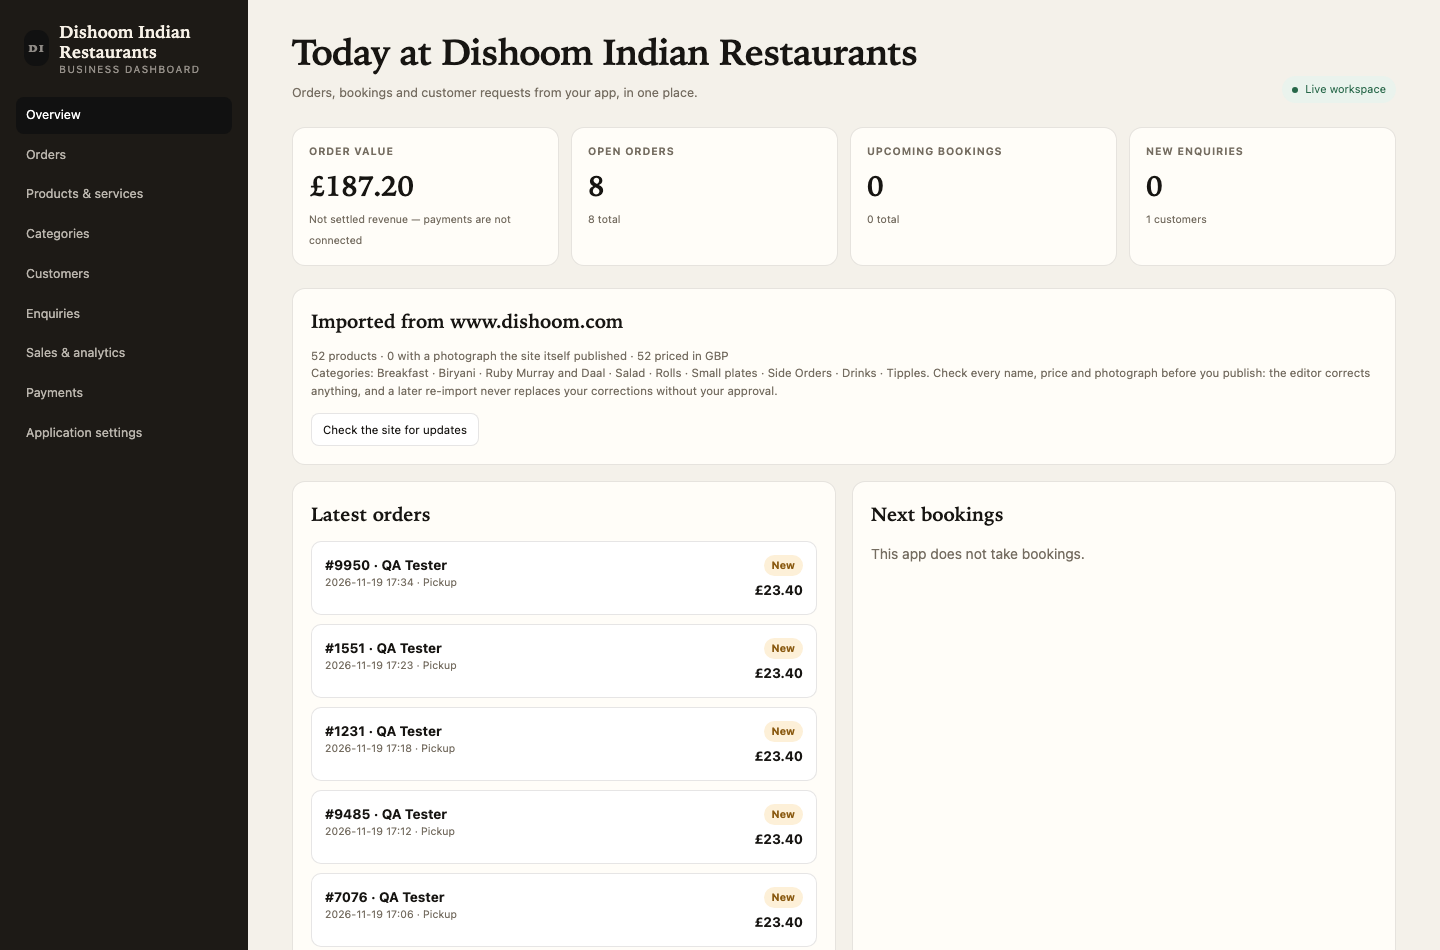 DI
Dishoom Indian
Restaurants
BUSINESS DASHBOARD
Overview
Orders
Products & services
Categories
Customers
Enquiries
Sales & analytics
Payments
Application settings
Today at Dishoom Indian Restaurants
Orders, bookings and customer requests from your app, in one place.
Live workspace
ORDER VALUE
£187.20
Not settled revenue — payments are not
connected
OPEN ORDERS
8
8 total
UPCOMING BOOKINGS
0
0 total
NEW ENQUIRIES
0
1 customers
Imported from www.dishoom.com
52 products · 0 with a photograph the site itself published · 52 priced in GBP
Categories: Breakfast · Biryani · Ruby Murray and Daal · Salad · Rolls · Small plates · Side Orders · Drinks · Tipples. Check every name, price and photograph before you publish: the editor corrects
anything, and a later re-import never replaces your corrections without your approval.
Check the site for updates
Latest orders
#9950 · QA Tester
2026-11-19 17:34 · Pickup
New
£23.40
#1551 · QA Tester
2026-11-19 17:23 · Pickup
New
£23.40
#1231 · QA Tester
2026-11-19 17:18 · Pickup
New
£23.40
#9485 · QA Tester
2026-11-19 17:12 · Pickup
New
£23.40
#7076 · QA Tester
2026-11-19 17:06 · Pickup
New
£23.40
Next bookings
This app does not take bookings.